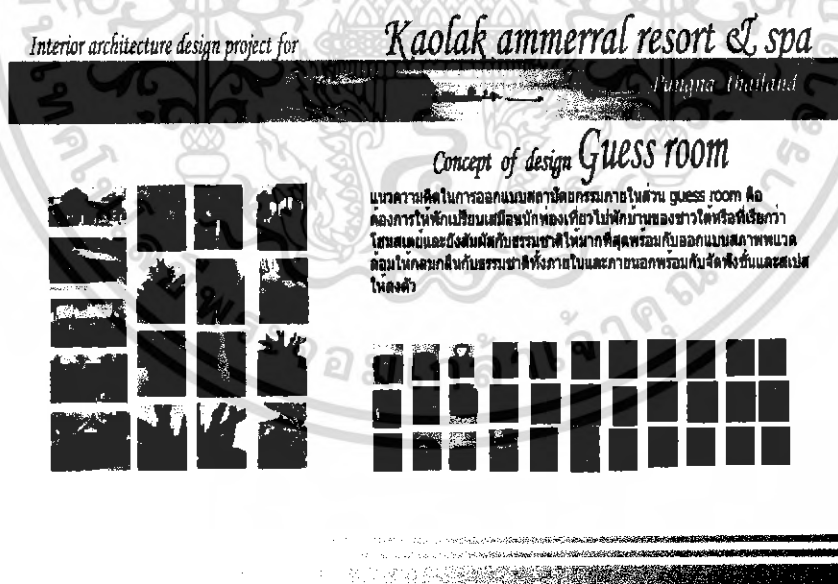 Interior architecture design project for
Kaolak ammerral resort & spa
Pungna thailand
Concept of design Guess room
แนวความคิดในการออกแบบสถาปัตยกรรมภายในส่วน guess room คือ
ต้องการให้พักเปรียบเสมือนนักท่องเที่ยวไปพักบ้านของชาวใต้หรือที่เรียกว่า
โฮมสเตย์และยังสัมผัสกับธรรมชาติให้มากที่สุดพร้อมกับออกแบบสภาพแวด
ล้อมให้กลมกลืนกับธรรมชาติทั้งภายในและภายนอกพร้อมกับจัดฟังชั่นและสเปส
ให้ลงตัว